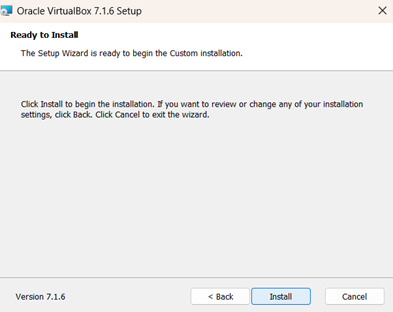 Oracle VirtualBox 7.1.6 Setup
Ready to Install
The Setup Wizard is ready to begin the Custom installation.
Click Install to begin the installation. If you want to review or change any of your installation
settings, click Back. Click Cancel to exit the wizard.
Version 7.1.6
< Back
Install
Cancel